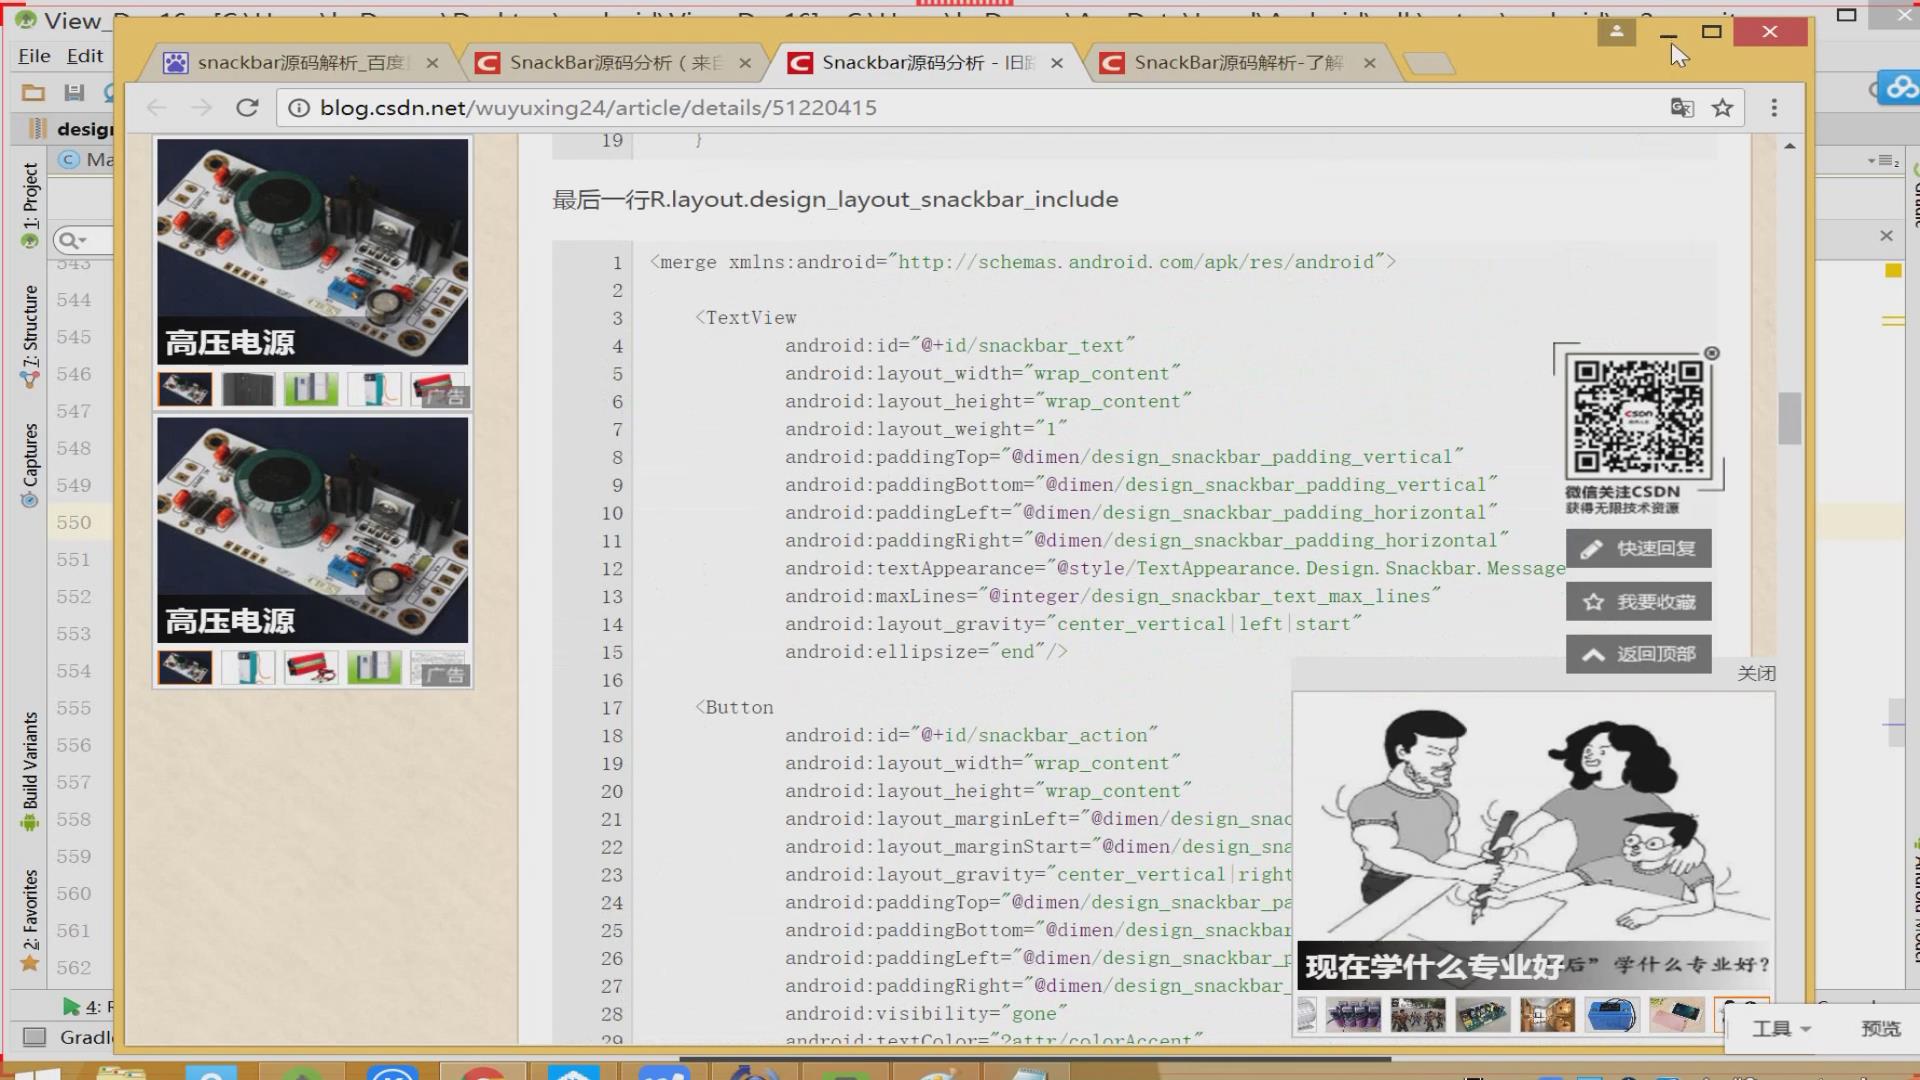 File Edit
snackbar源码解析_百度
SnackBar源码分析（来自
Snackbar源码分析 - 旧
SnackBar源码解析-了解
blog.csdn.net/wuyuxing24/article/details/51220415
design
Ma
1: Project
7: Structure
Captures
Build Variants
2: Favorites
543
544
545
546
547
548
549
550
551
552
553
554
555
556
557
558
559
560
561
562
4:
Gradl
高压电源
广告
高压电源
广告
19 }
最后一行R.layout.design_layout_snackbar_include
1 <merge xmlns:android="http://schemas.android.com/apk/res/android">
2
3 <TextView
4 android:id="@+id/snackbar_text"
5 android:layout_width="wrap_content"
6 android:layout_height="wrap_content"
7 android:layout_weight="1"
8 android:paddingTop="@dimen/design_snackbar_padding_vertical"
9 android:paddingBottom="@dimen/design_snackbar_padding_vertical"
10 android:paddingLeft="@dimen/design_snackbar_padding_horizontal"
11 android:paddingRight="@dimen/design_snackbar_padding_horizontal"
12 android:textAppearance="@style/TextAppearance.Design.Snackbar.Message
13 android:maxLines="@integer/design_snackbar_text_max_lines"
14 android:layout_gravity="center_vertical|left|start"
15 android:ellipsize="end"/>
16
17 <Button
18 android:id="@+id/snackbar_action"
19 android:layout_width="wrap_content"
20 android:layout_height="wrap_content"
21 android:layout_marginLeft="@dimen/design_snac
22 android:layout_marginStart="@dimen/design_sna
23 android:layout_gravity="center_vertical|right
24 android:paddingTop="@dimen/design_snackbar_pa
25 android:paddingBottom="@dimen/design_snackbar
26 android:paddingLeft="@dimen/design_snackbar_p
27 android:paddingRight="@dimen/design_snackbar_
28 android:visibility="gone"
29 android:textColor="?attr/colorAccent"
CSDN
微信关注CSDN
获得无限技术资源
快速回复
我要收藏
返回顶部
关闭
现在学什么专业好
后” 学什么专业好?
工具
预览